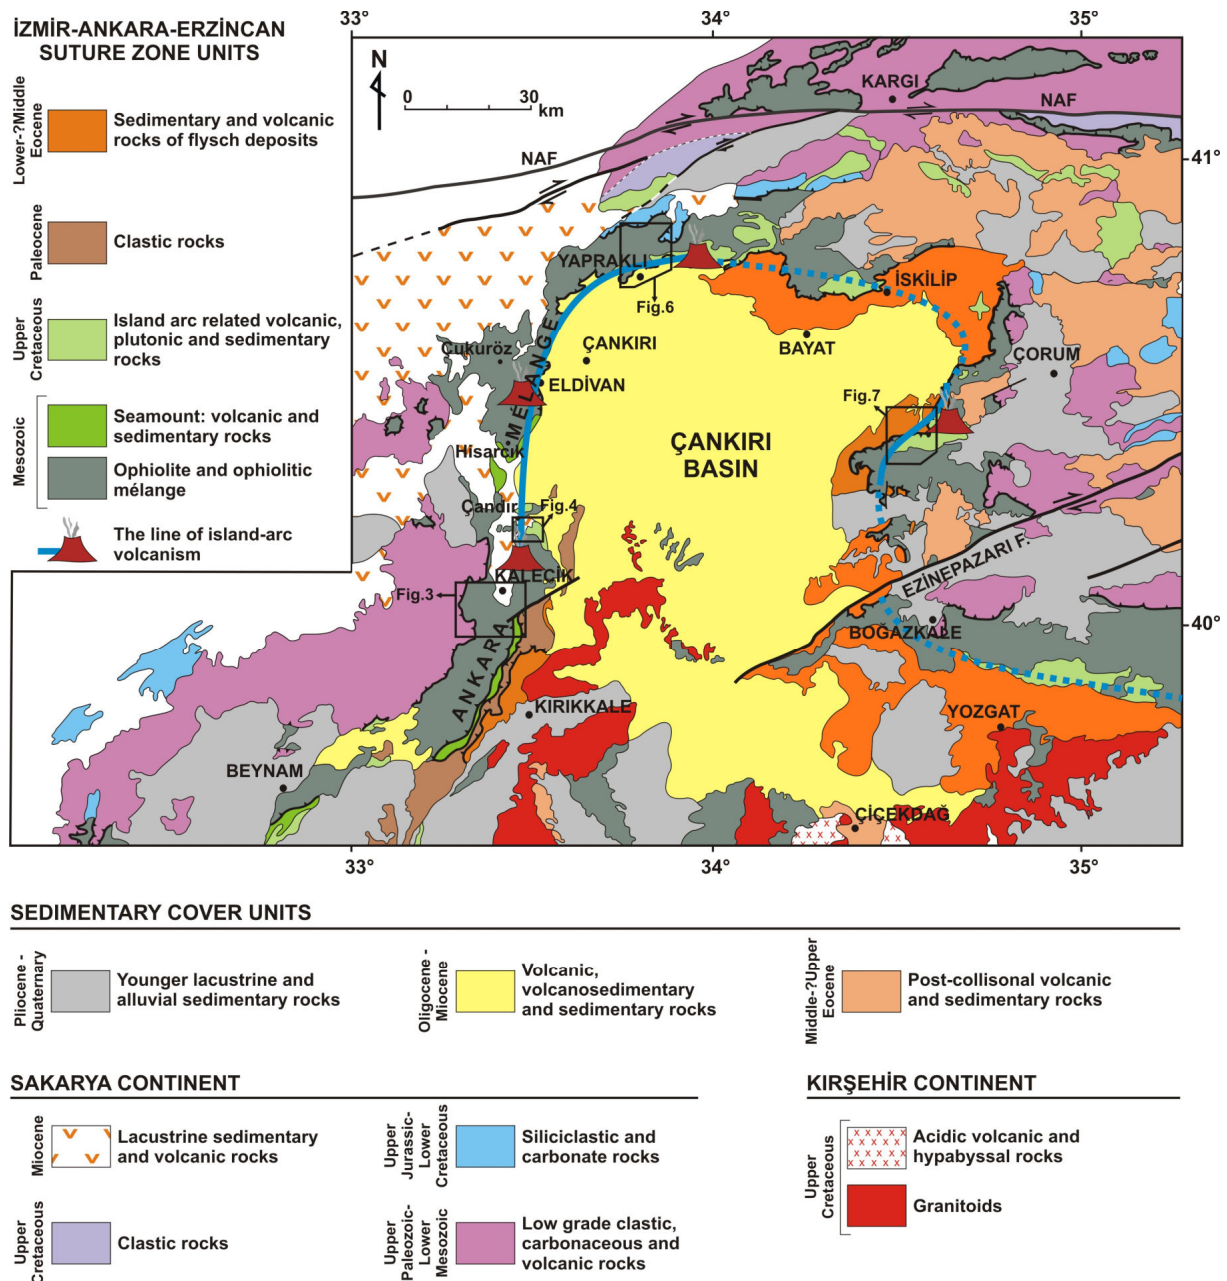 İZMİR-ANKARA-ERZİNCAN
SUTURE ZONE UNITS
Lower-?Middle
Eocene
Sedimentary and volcanic
rocks of flysch deposits
Paleocene
Clastic rocks
Upper
Cretaceous
Island arc related volcanic,
plutonic and sedimentary
rocks
Mesozoic
Seamount: volcanic and
sedimentary rocks
Ophiolite and ophiolitic
mélange
The line of island-arc
volcanism
33°
34°
35°
N
0
30
km
KARGI
NAF
NAF
41°
YAPRAKLI
Fig.6
İSKİLİP
BAYAT
ÇANKIRI
ÇORUM
Çukuröz
ELDİVAN
MÉLANGE
Fig.7
ÇANKIRI
BASIN
Hisarcık
Çandır
Fig.4
KALECİK
Fig.3
EZİNEPAZARI F.
40°
BOĞAZKALE
ANKARA
KIRIKKALE
YOZGAT
BEYNAM
ÇİÇEKDAĞ
33°
34°
35°
SEDIMENTARY COVER UNITS
Pliocene -
Quaternary
Younger lacustrine and
alluvial sedimentary rocks
Oligocene -
Miocene
Volcanic,
volcanosedimentary
and sedimentary rocks
Middle-?Upper
Eocene
Post-collisonal volcanic
and sedimentary rocks
SAKARYA CONTINENT
Miocene
Lacustrine sedimentary
and volcanic rocks
Upper
Jurassic-
Lower
Cretaceous
Siliciclastic and
carbonate rocks
Upper
Cretaceous
Clastic rocks
Upper
Paleozoic-
Lower
Mesozoic
Low grade clastic,
carbonaceous and
volcanic rocks
KIRŞEHİR CONTINENT
Upper
Cretaceous
Acidic volcanic and
hypabyssal rocks
Granitoids